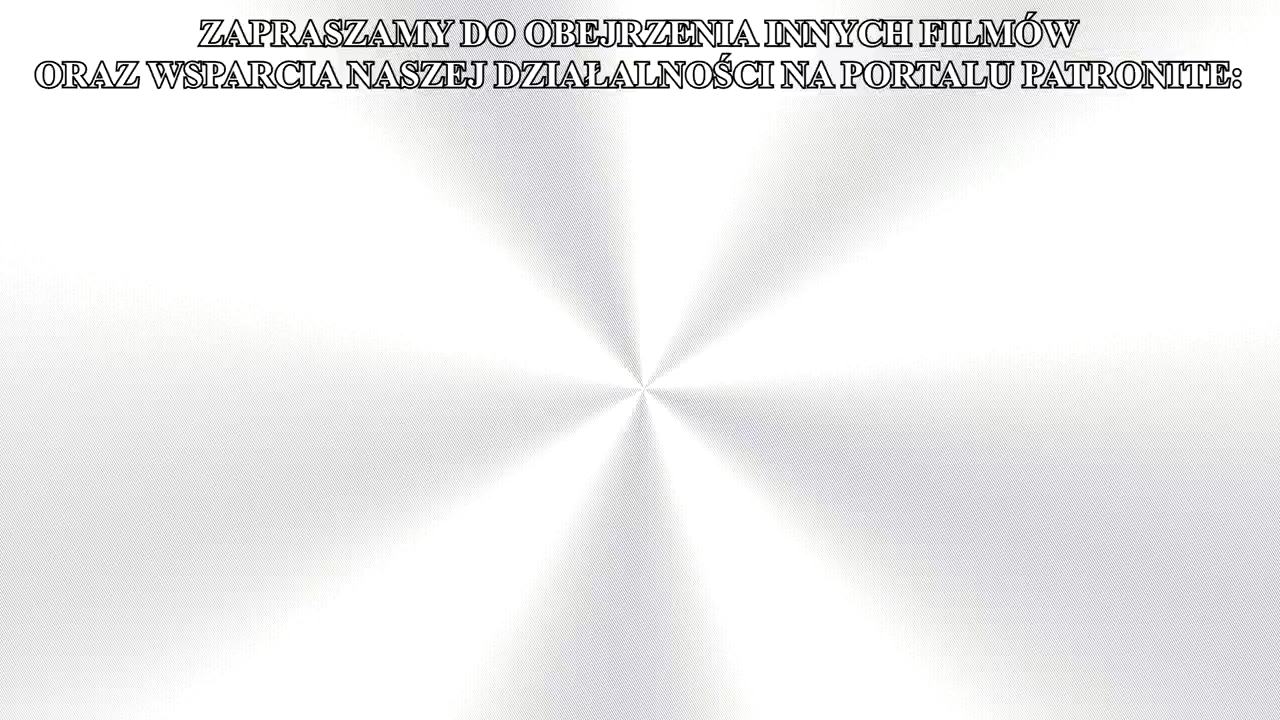 ZAPRASZAMY DO OBEJRZENIA INNYCH FILMÓW
ORAZ WSPARCIA NASZEJ DZIAŁALNOŚCI NA PORTALU PATRONITE: